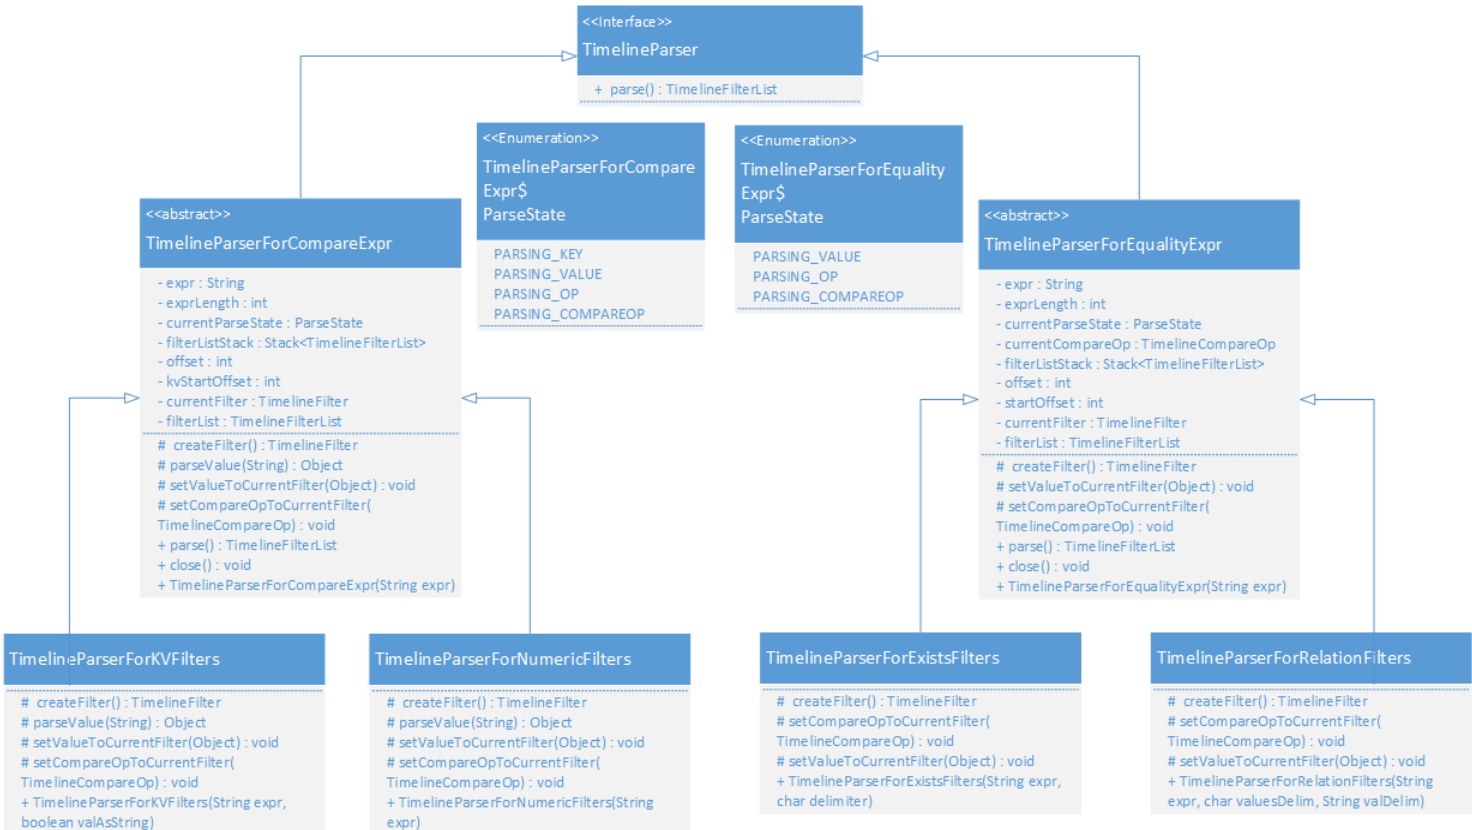 <<Interface>>
TimelineParser
+ parse() : TimelineFilterList
<<Enumeration>>
TimelineParserForCompare
Expr$
ParseState
PARSING_KEY
PARSING_VALUE
PARSING_OP
PARSING_COMPAREOP
<<Enumeration>>
TimelineParserForEquality
Expr$
ParseState
PARSING_VALUE
PARSING_OP
PARSING_COMPAREOP
<<abstract>>
TimelineParserForCompareExpr
- expr : String
- exprLength : int
- currentParseState : ParseState
- filterListStack : Stack<TimelineFilterList>
- offset : int
- kvStartOffset : int
- currentFilter : TimelineFilter
- filterList : TimelineFilterList
# createFilter() : TimelineFilter
# parseValue(String) : Object
# setValueToCurrentFilter(Object) : void
# setCompareOpToCurrentFilter(
TimelineCompareOp) : void
+ parse() : TimelineFilterList
+ close() : void
+ TimelineParserForCompareExpr(String expr)
<<abstract>>
TimelineParserForEqualityExpr
- expr : String
- exprLength : int
- currentParseState : ParseState
- currentCompareOp : TimelineCompareOp
- filterListStack : Stack<TimelineFilterList>
- offset : int
- startOffset : int
- currentFilter : TimelineFilter
- filterList : TimelineFilterList
# createFilter() : TimelineFilter
# setValueToCurrentFilter(Object) : void
# setCompareOpToCurrentFilter(
TimelineCompareOp) : void
+ parse() : TimelineFilterList
+ close() : void
+ TimelineParserForEqualityExpr(String expr)
TimelineParserForKVFilters
# createFilter() : TimelineFilter
# parseValue(String) : Object
# setValueToCurrentFilter(Object) : void
# setCompareOpToCurrentFilter(
TimelineCompareOp) : void
+ TimelineParserForKVFilters(String expr,
boolean valAsString)
TimelineParserForNumericFilters
# createFilter() : TimelineFilter
# parseValue(String) : Object
# setValueToCurrentFilter(Object) : void
# setCompareOpToCurrentFilter(
TimelineCompareOp) : void
+ TimelineParserForNumericFilters(String
expr)
TimelineParserForExistsFilters
# createFilter() : TimelineFilter
# setCompareOpToCurrentFilter(
TimelineCompareOp) : void
# setValueToCurrentFilter(Object) : void
+ TimelineParserForExistsFilters(String expr,
char delimiter)
TimelineParserForRelationFilters
# createFilter() : TimelineFilter
# setCompareOpToCurrentFilter(
TimelineCompareOp) : void
# setValueToCurrentFilter(Object) : void
+ TimelineParserForRelationFilters(String
expr, char valuesDelim, String valDelim)